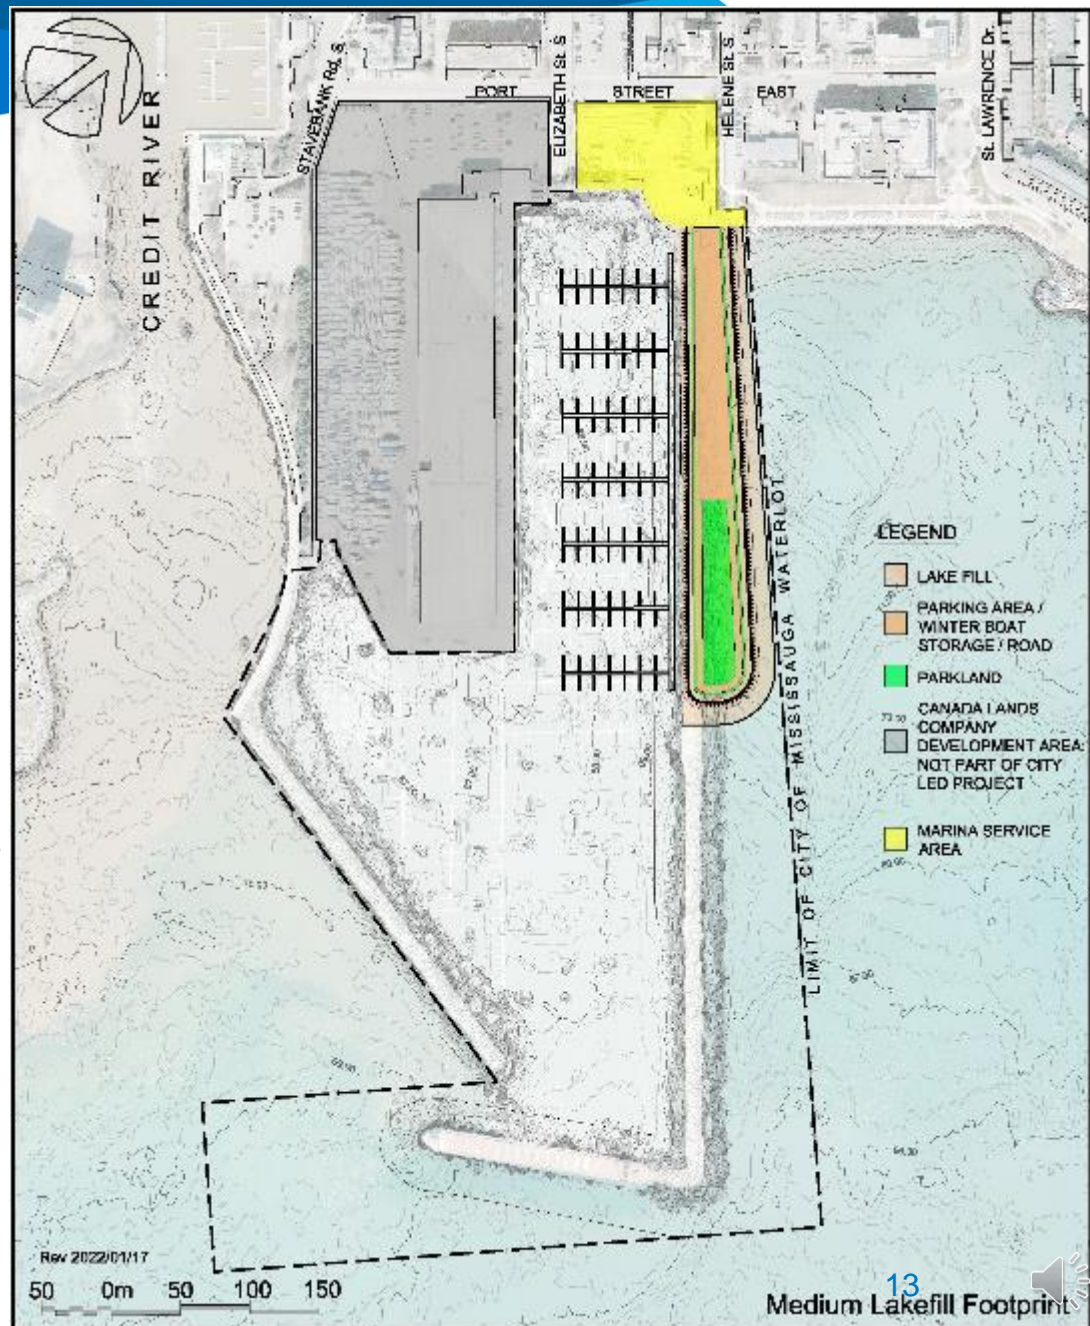 PORT
STREET
EAST
STAVEBANK Rd. S.
ELIZABETH St. S
HELENE St. S.
St. LAWRENCE Dr.
CREDIT RIVER
LIMIT OF CITY OF MISSISSAUGA WATERLOT
LEGEND
LAKE FILL
PARKING AREA /
WINTER BOAT
STORAGE / ROAD
PARKLAND
CANADA LANDS
COMPANY
DEVELOPMENT AREA:
NOT PART OF CITY
LED PROJECT
MARINA SERVICE
AREA
Rev 2022/01/17
50 0m 50 100 150
13
Medium Lakefill Footprint